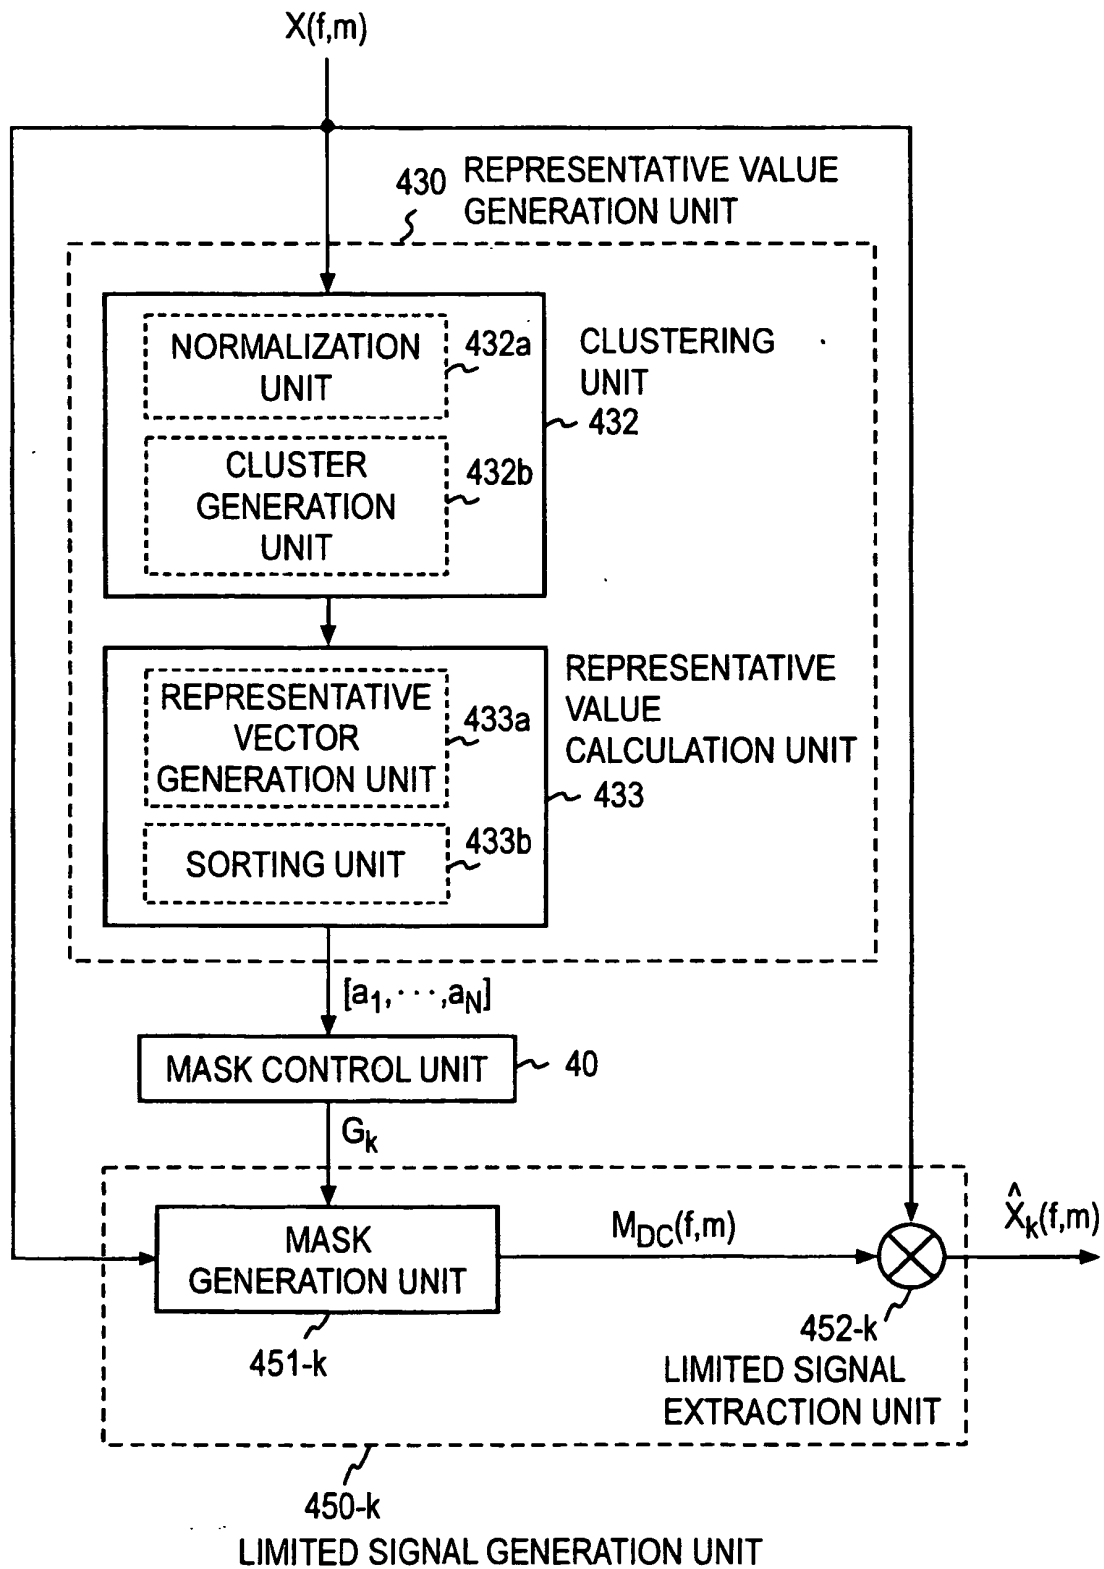 X(f,m)
430 REPRESENTATIVE VALUE
GENERATION UNIT
NORMALIZATION
UNIT
432a
CLUSTERING
UNIT
432
CLUSTER
GENERATION
UNIT
432b
REPRESENTATIVE
VECTOR
GENERATION UNIT
433a
REPRESENTATIVE
VALUE
CALCULATION UNIT
433
SORTING UNIT
433b
[a1,···,aN]
MASK CONTROL UNIT
40
Gk
MASK
GENERATION UNIT
451-k
MDC(f,m)
X̂k(f,m)
452-k
LIMITED SIGNAL
EXTRACTION UNIT
450-k
LIMITED SIGNAL GENERATION UNIT